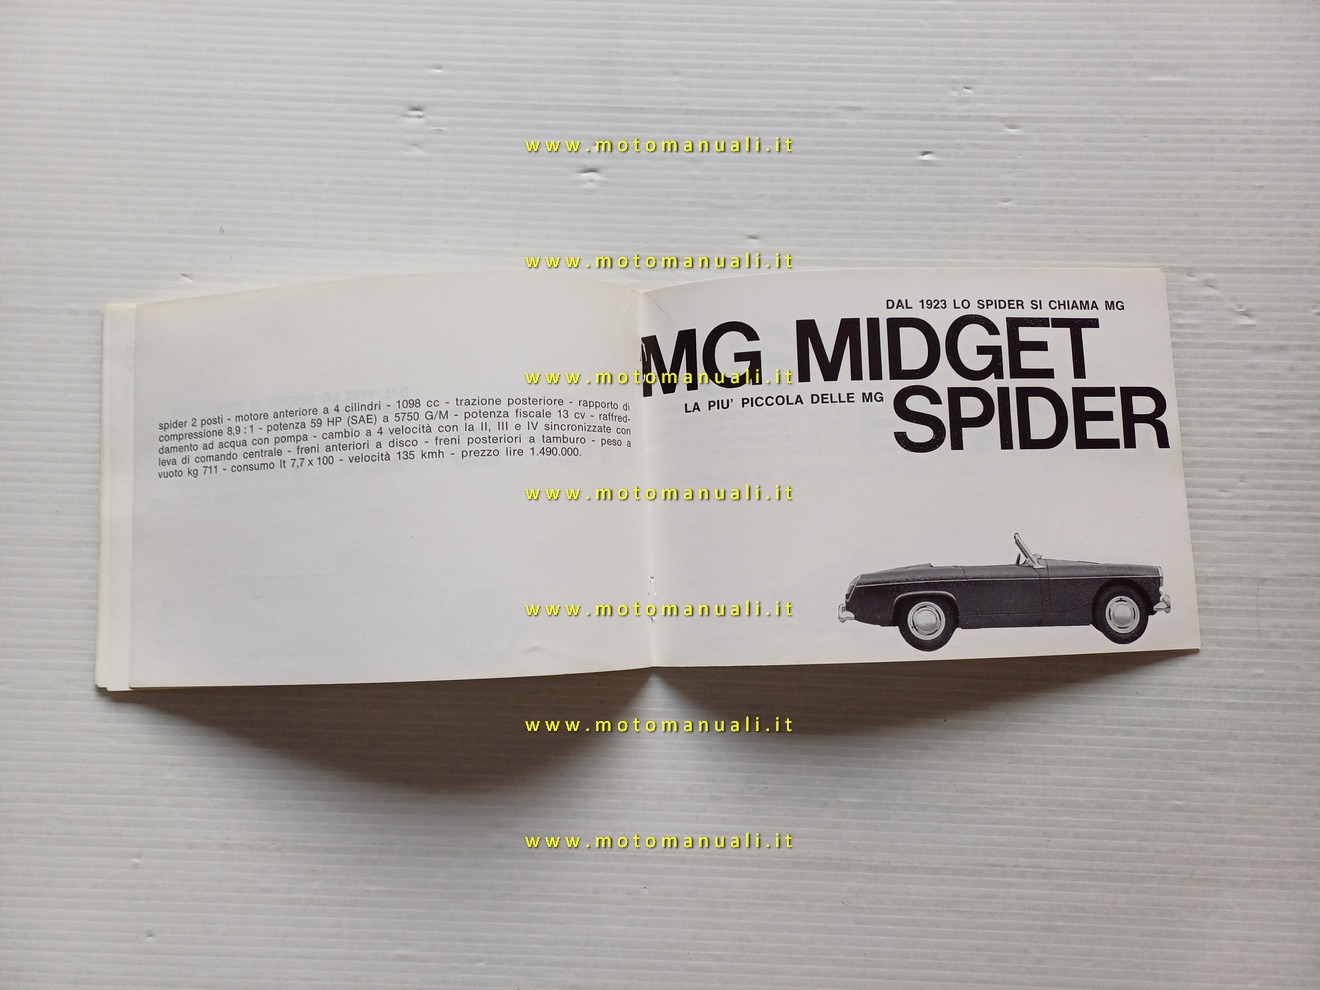 www.motomanuali.it
www.motomanuali.it
spider 2 posti - motore anteriore a 4 cilindri - 1098 cc - trazione posteriore - rapporto di
compressione 8,9 : 1 - potenza 59 HP (SAE) a 5750 G/M - potenza fiscale 13 cv - raffred-
damento ad acqua con pompa - cambio a 4 velocità con la II, III e IV sincronizzate con
leva di comando centrale - freni anteriori a disco - freni posteriori a tamburo - peso a
vuoto kg 711 - consumo lt 7,7 x 100 - velocità 135 kmh - prezzo lire 1.490.000.
DAL 1923 LO SPIDER SI CHIAMA MG
MG MIDGET
www.motomanuali.it
LA PIU' PICCOLA DELLE MG
SPIDER
www.motomanuali.it
www.motomanuali.it
www.motomanuali.it
www.motomanuali.it